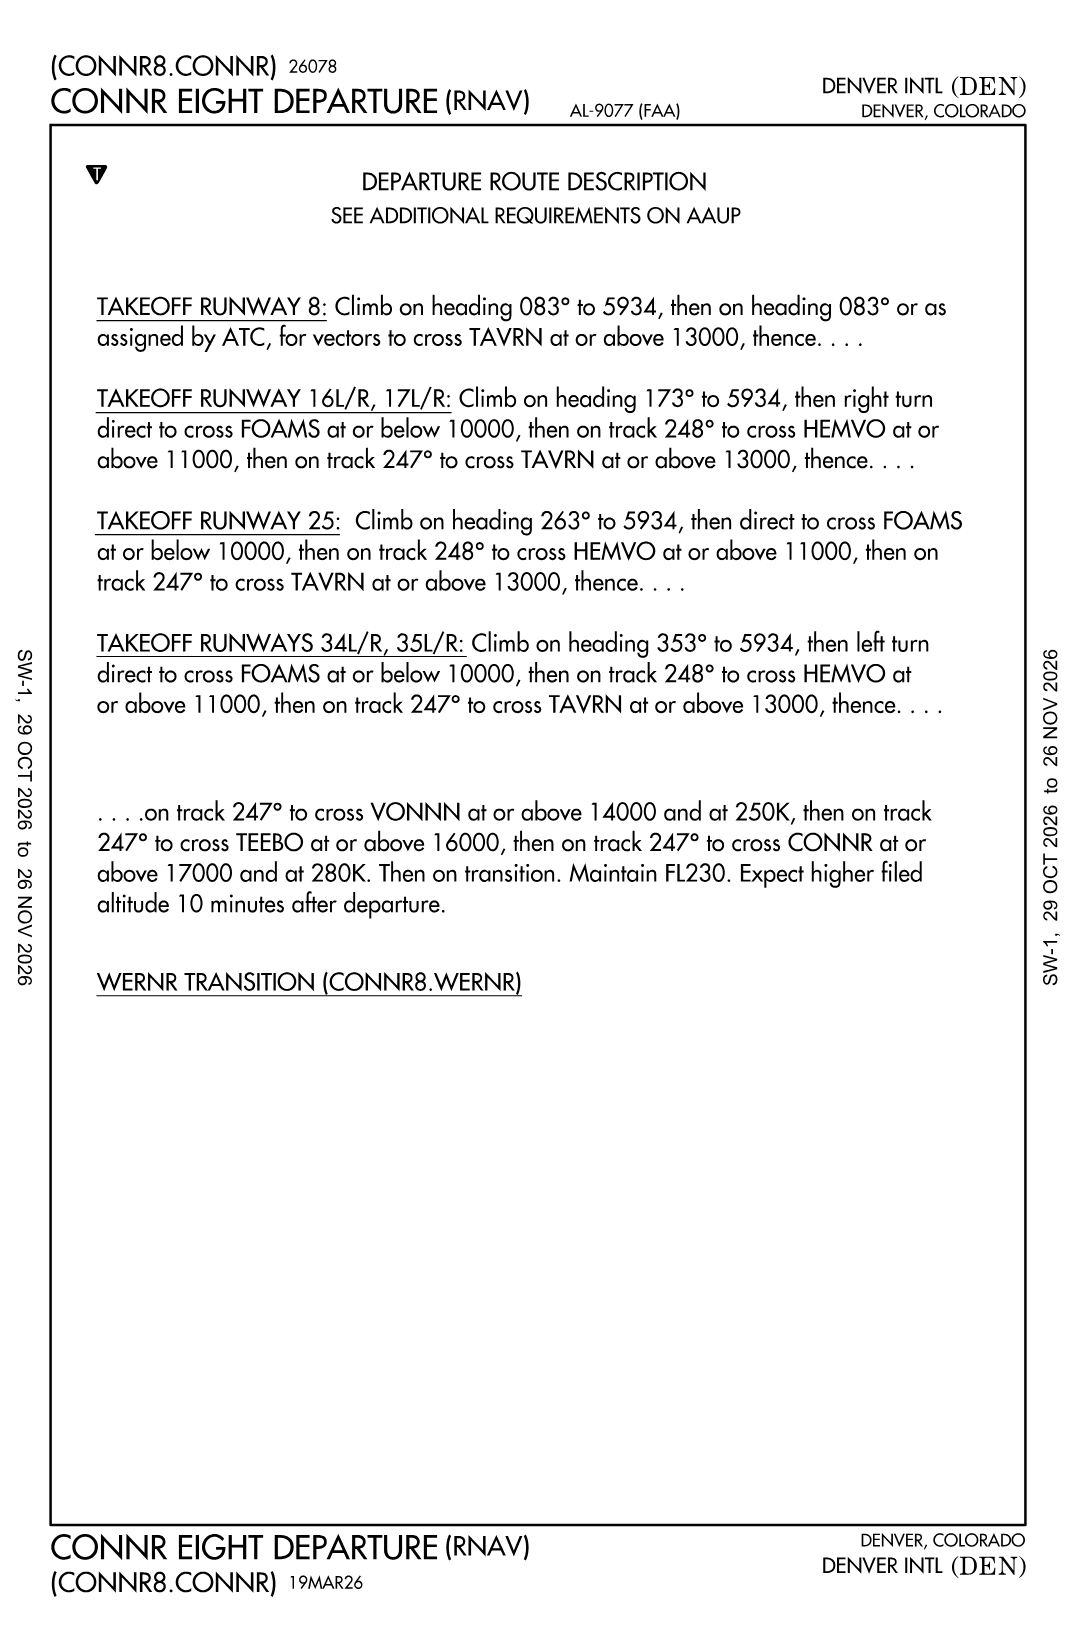 (CONNR8.CONNR) 26078
CONNR EIGHT DEPARTURE (RNAV)
AL-9077 (FAA)
DENVER INTL (DEN)
DENVER, COLORADO
T
DEPARTURE ROUTE DESCRIPTION
SEE ADDITIONAL REQUIREMENTS ON AAUP
TAKEOFF RUNWAY 8: Climb on heading 083° to 5934, then on heading 083° or as
assigned by ATC, for vectors to cross TAVRN at or above 13000, thence. . . .
TAKEOFF RUNWAY 16L/R, 17L/R: Climb on heading 173° to 5934, then right turn
direct to cross FOAMS at or below 10000, then on track 248° to cross HEMVO at or
above 11000, then on track 247° to cross TAVRN at or above 13000, thence. . . .
TAKEOFF RUNWAY 25: Climb on heading 263° to 5934, then direct to cross FOAMS
at or below 10000, then on track 248° to cross HEMVO at or above 11000, then on
track 247° to cross TAVRN at or above 13000, thence. . . .
TAKEOFF RUNWAYS 34L/R, 35L/R: Climb on heading 353° to 5934, then left turn
direct to cross FOAMS at or below 10000, then on track 248° to cross HEMVO at
or above 11000, then on track 247° to cross TAVRN at or above 13000, thence. . . .
. . . .on track 247° to cross VONNN at or above 14000 and at 250K, then on track
247° to cross TEEBO at or above 16000, then on track 247° to cross CONNR at or
above 17000 and at 280K. Then on transition. Maintain FL230. Expect higher filed
altitude 10 minutes after departure.
WERNR TRANSITION (CONNR8.WERNR)
SW-1, 29 OCT 2026 to 26 NOV 2026
SW-1, 29 OCT 2026 to 26 NOV 2026
CONNR EIGHT DEPARTURE (RNAV)
(CONNR8.CONNR) 19MAR26
DENVER, COLORADO
DENVER INTL (DEN)